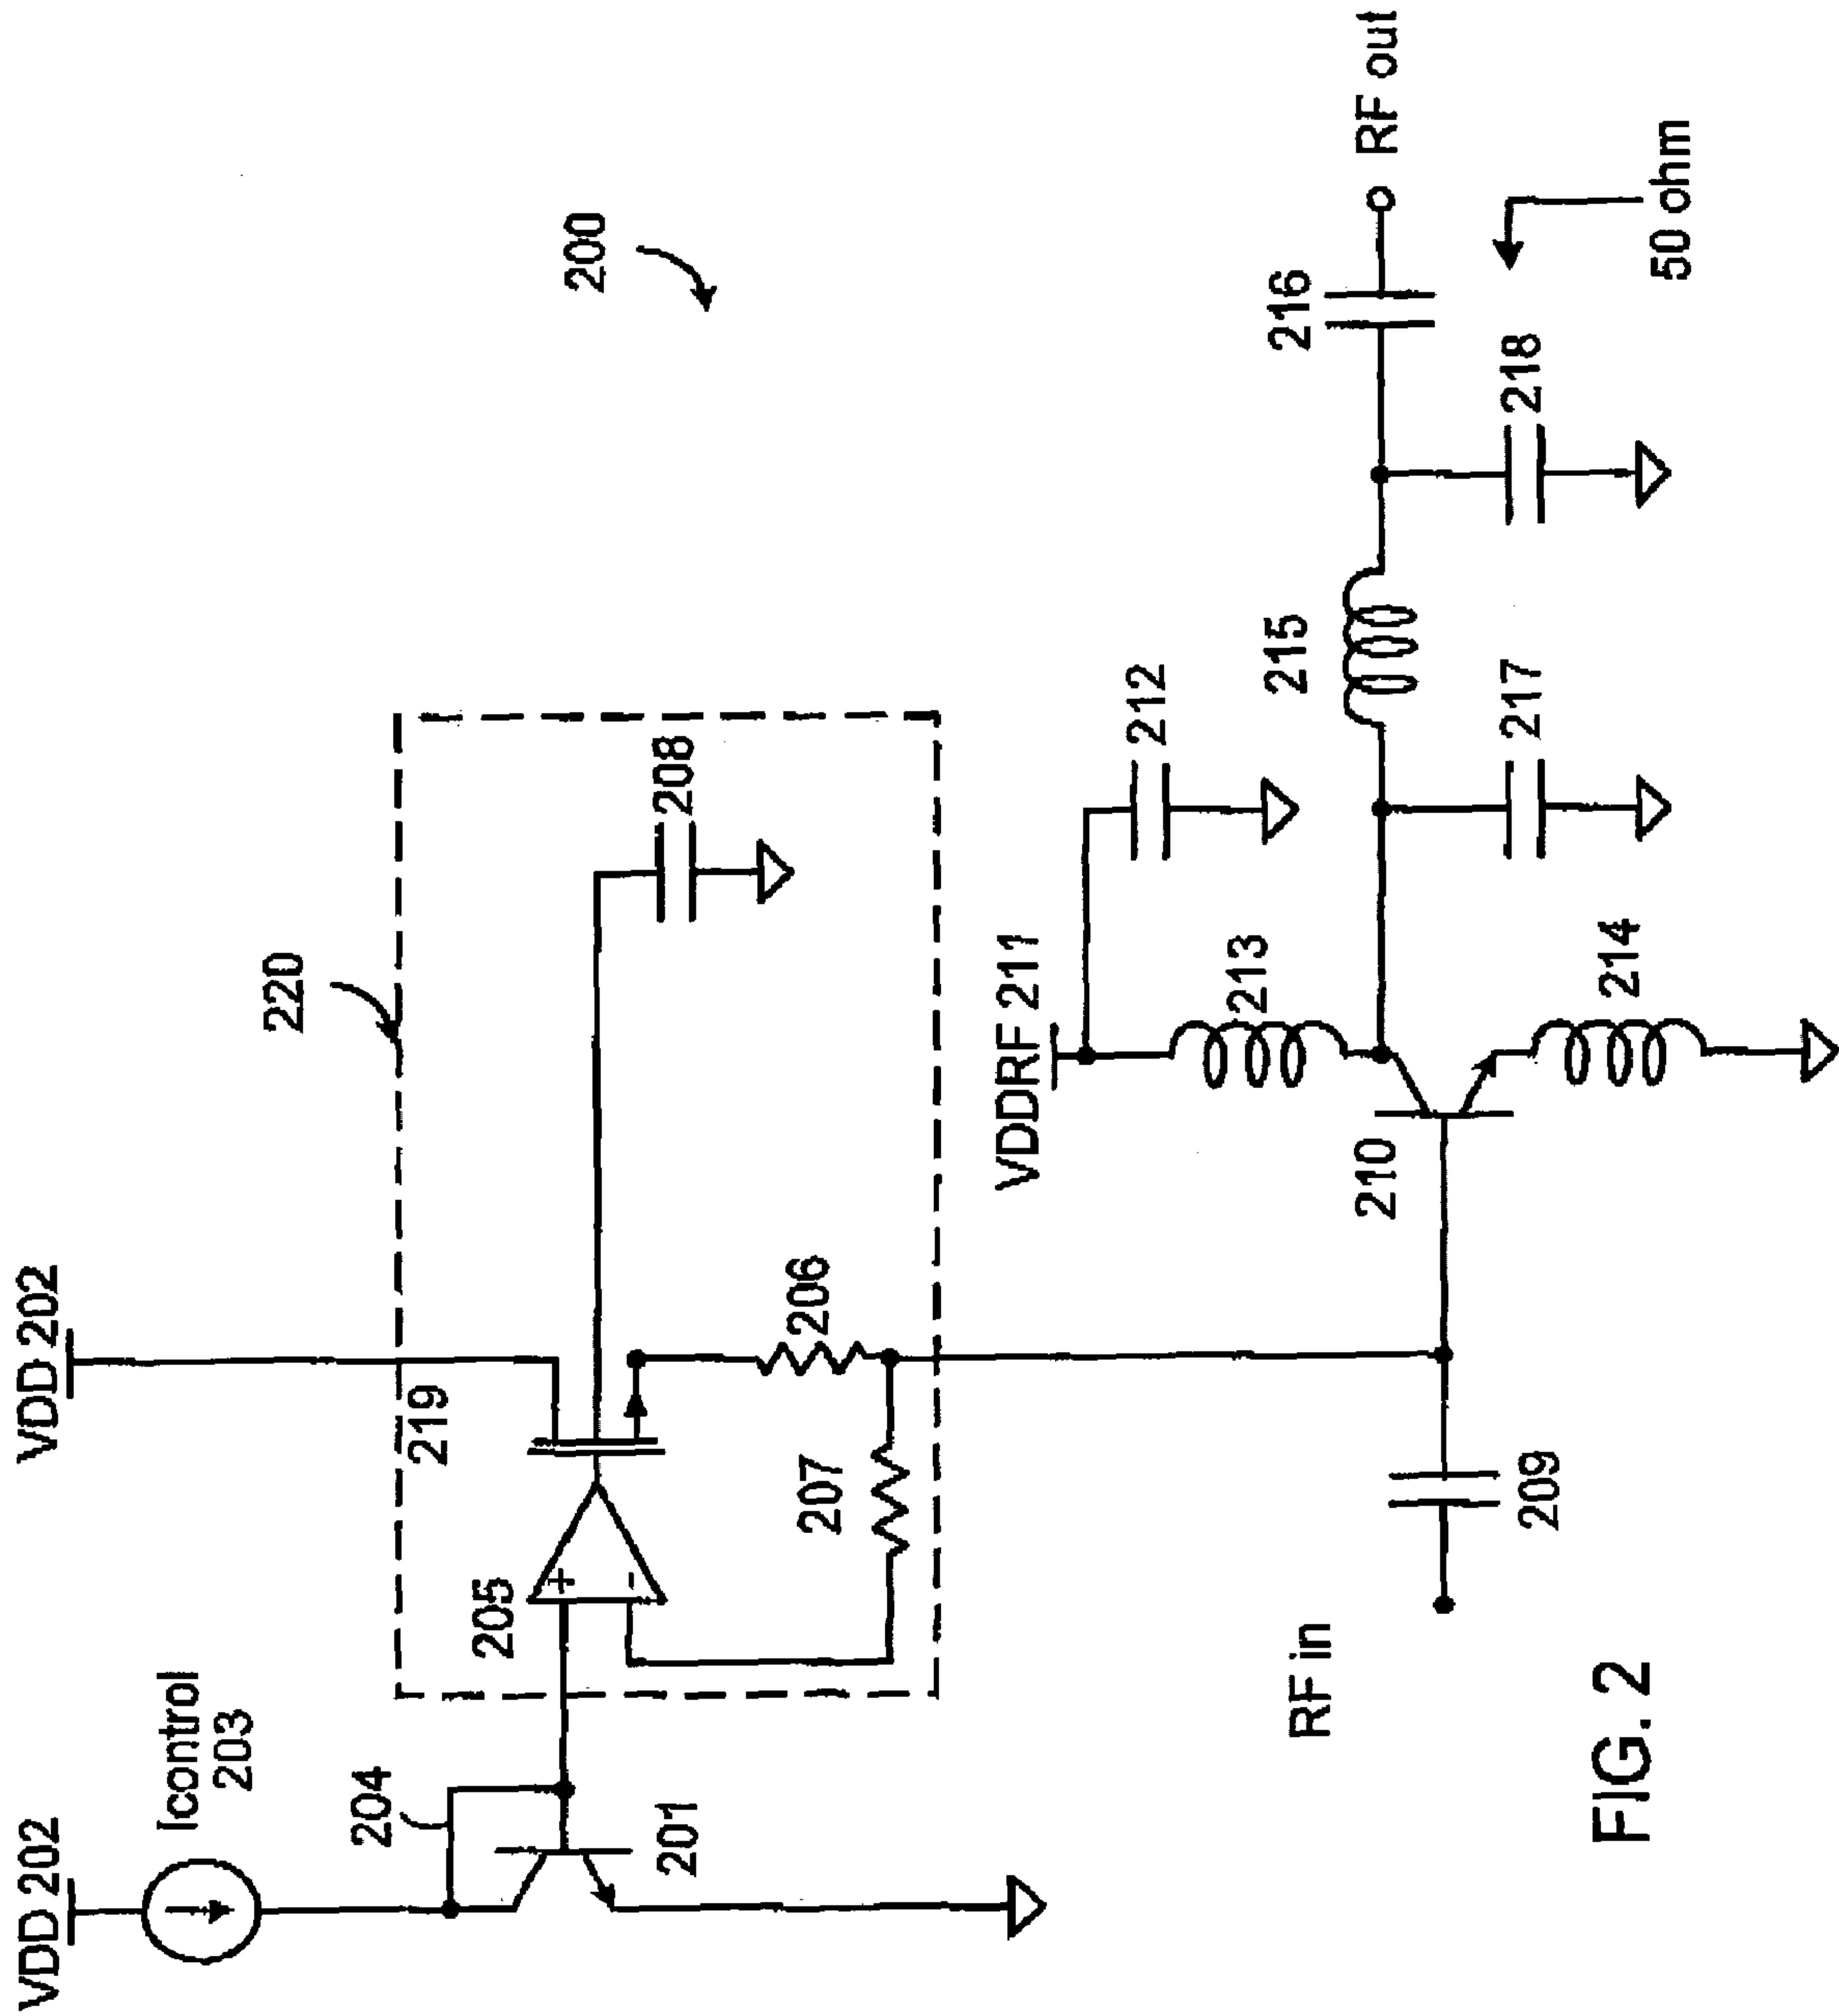 VDD 202
VDD 202
Icontrol
203
204
201
205
+
-
219
220
200
207
206
208
VDDRF 211
212
213
210
214
215
216
217
218
209
RF in
RF out
50 ohm
FIG. 2